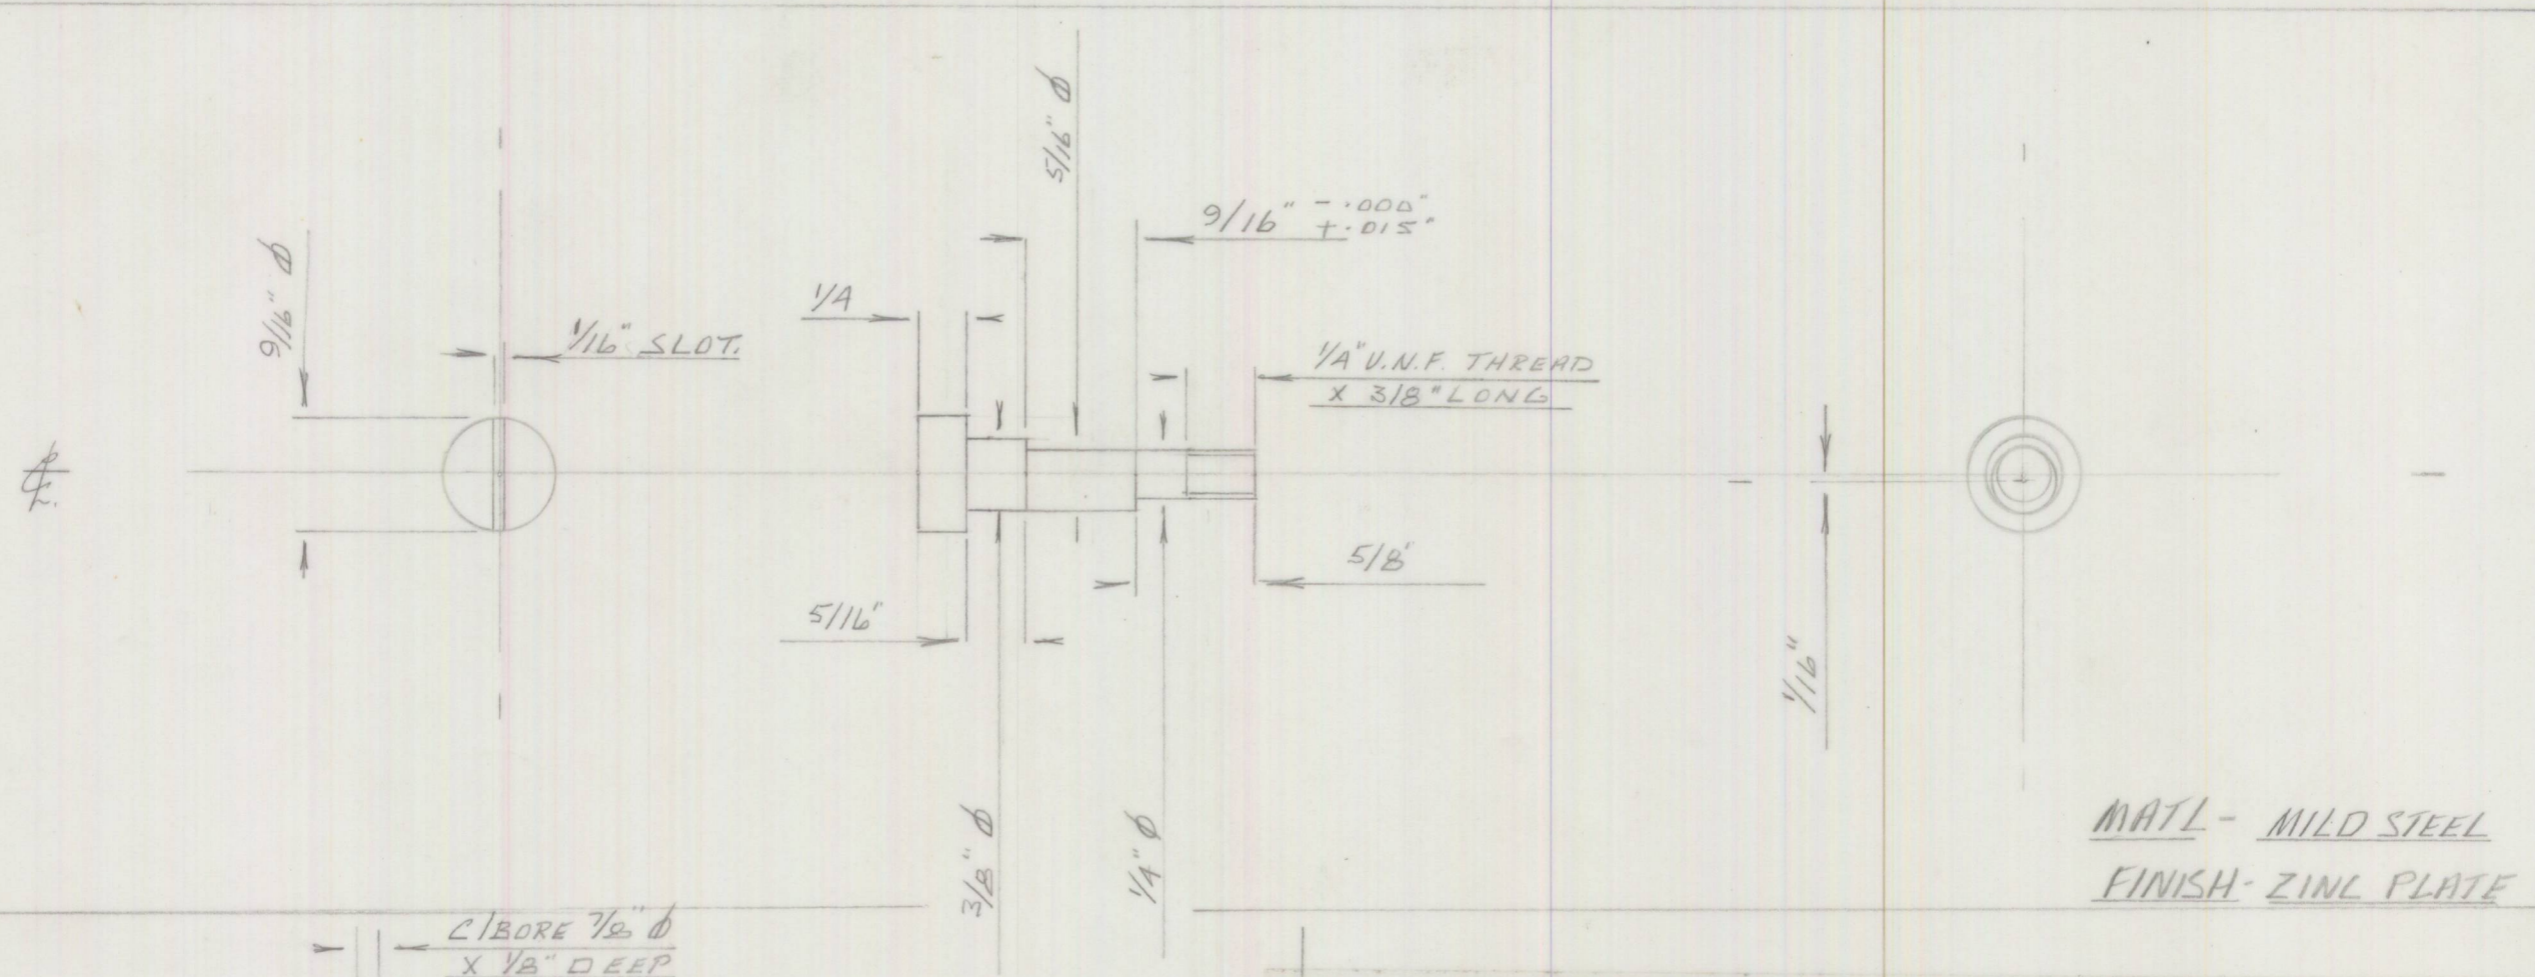 5/16" φ
9/16" -.000"
+.015"
9/16" φ
1/4
1/16" SLOT.
1/4" U.N.F. THREAD
X 3/8" LONG
℄.
5/8"
5/16"
1/16"
3/8" φ
1/4" φ
MATL - MILD STEEL
FINISH - ZINC PLATE
C/BORE 7/8" φ
X 1/8" DEEP